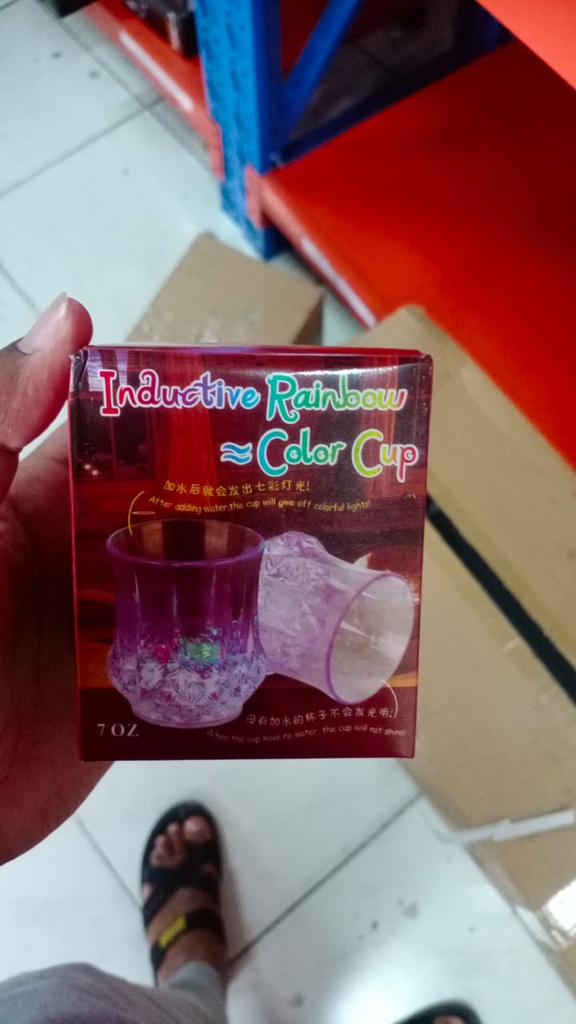 Inductive Rainbow
≈ Color Cup
加水后就会发出七彩灯光!
After adding water,the cup will give off colorful lights!
没有加水的杯子不会发光哦!
7 OZ
When the cup have no water, the cup will not shine!